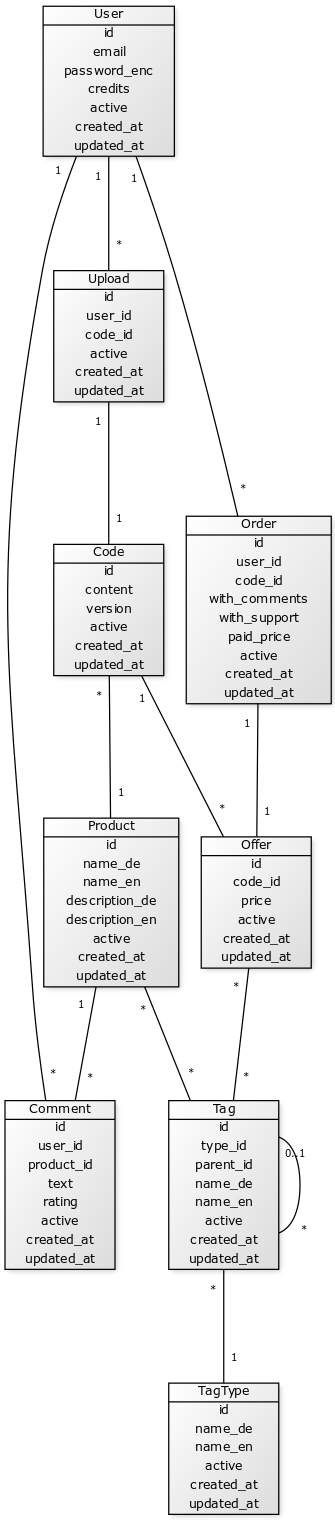 User
id
email
password_enc
credits
active
created_at
updated_at
1
1
1
*
Upload
id
user_id
code_id
active
created_at
updated_at
1
*
1
Code
id
content
version
active
created_at
updated_at
Order
id
user_id
code_id
with_comments
with_support
paid_price
active
created_at
updated_at
*
1
1
1
*
1
Product
id
name_de
name_en
description_de
description_en
active
created_at
updated_at
Offer
id
code_id
price
active
created_at
updated_at
1
*
*
*
*
*
*
Comment
id
user_id
product_id
text
rating
active
created_at
updated_at
Tag
id
type_id
parent_id
name_de
name_en
active
created_at
updated_at
0..1
*
*
1
TagType
id
name_de
name_en
active
created_at
updated_at